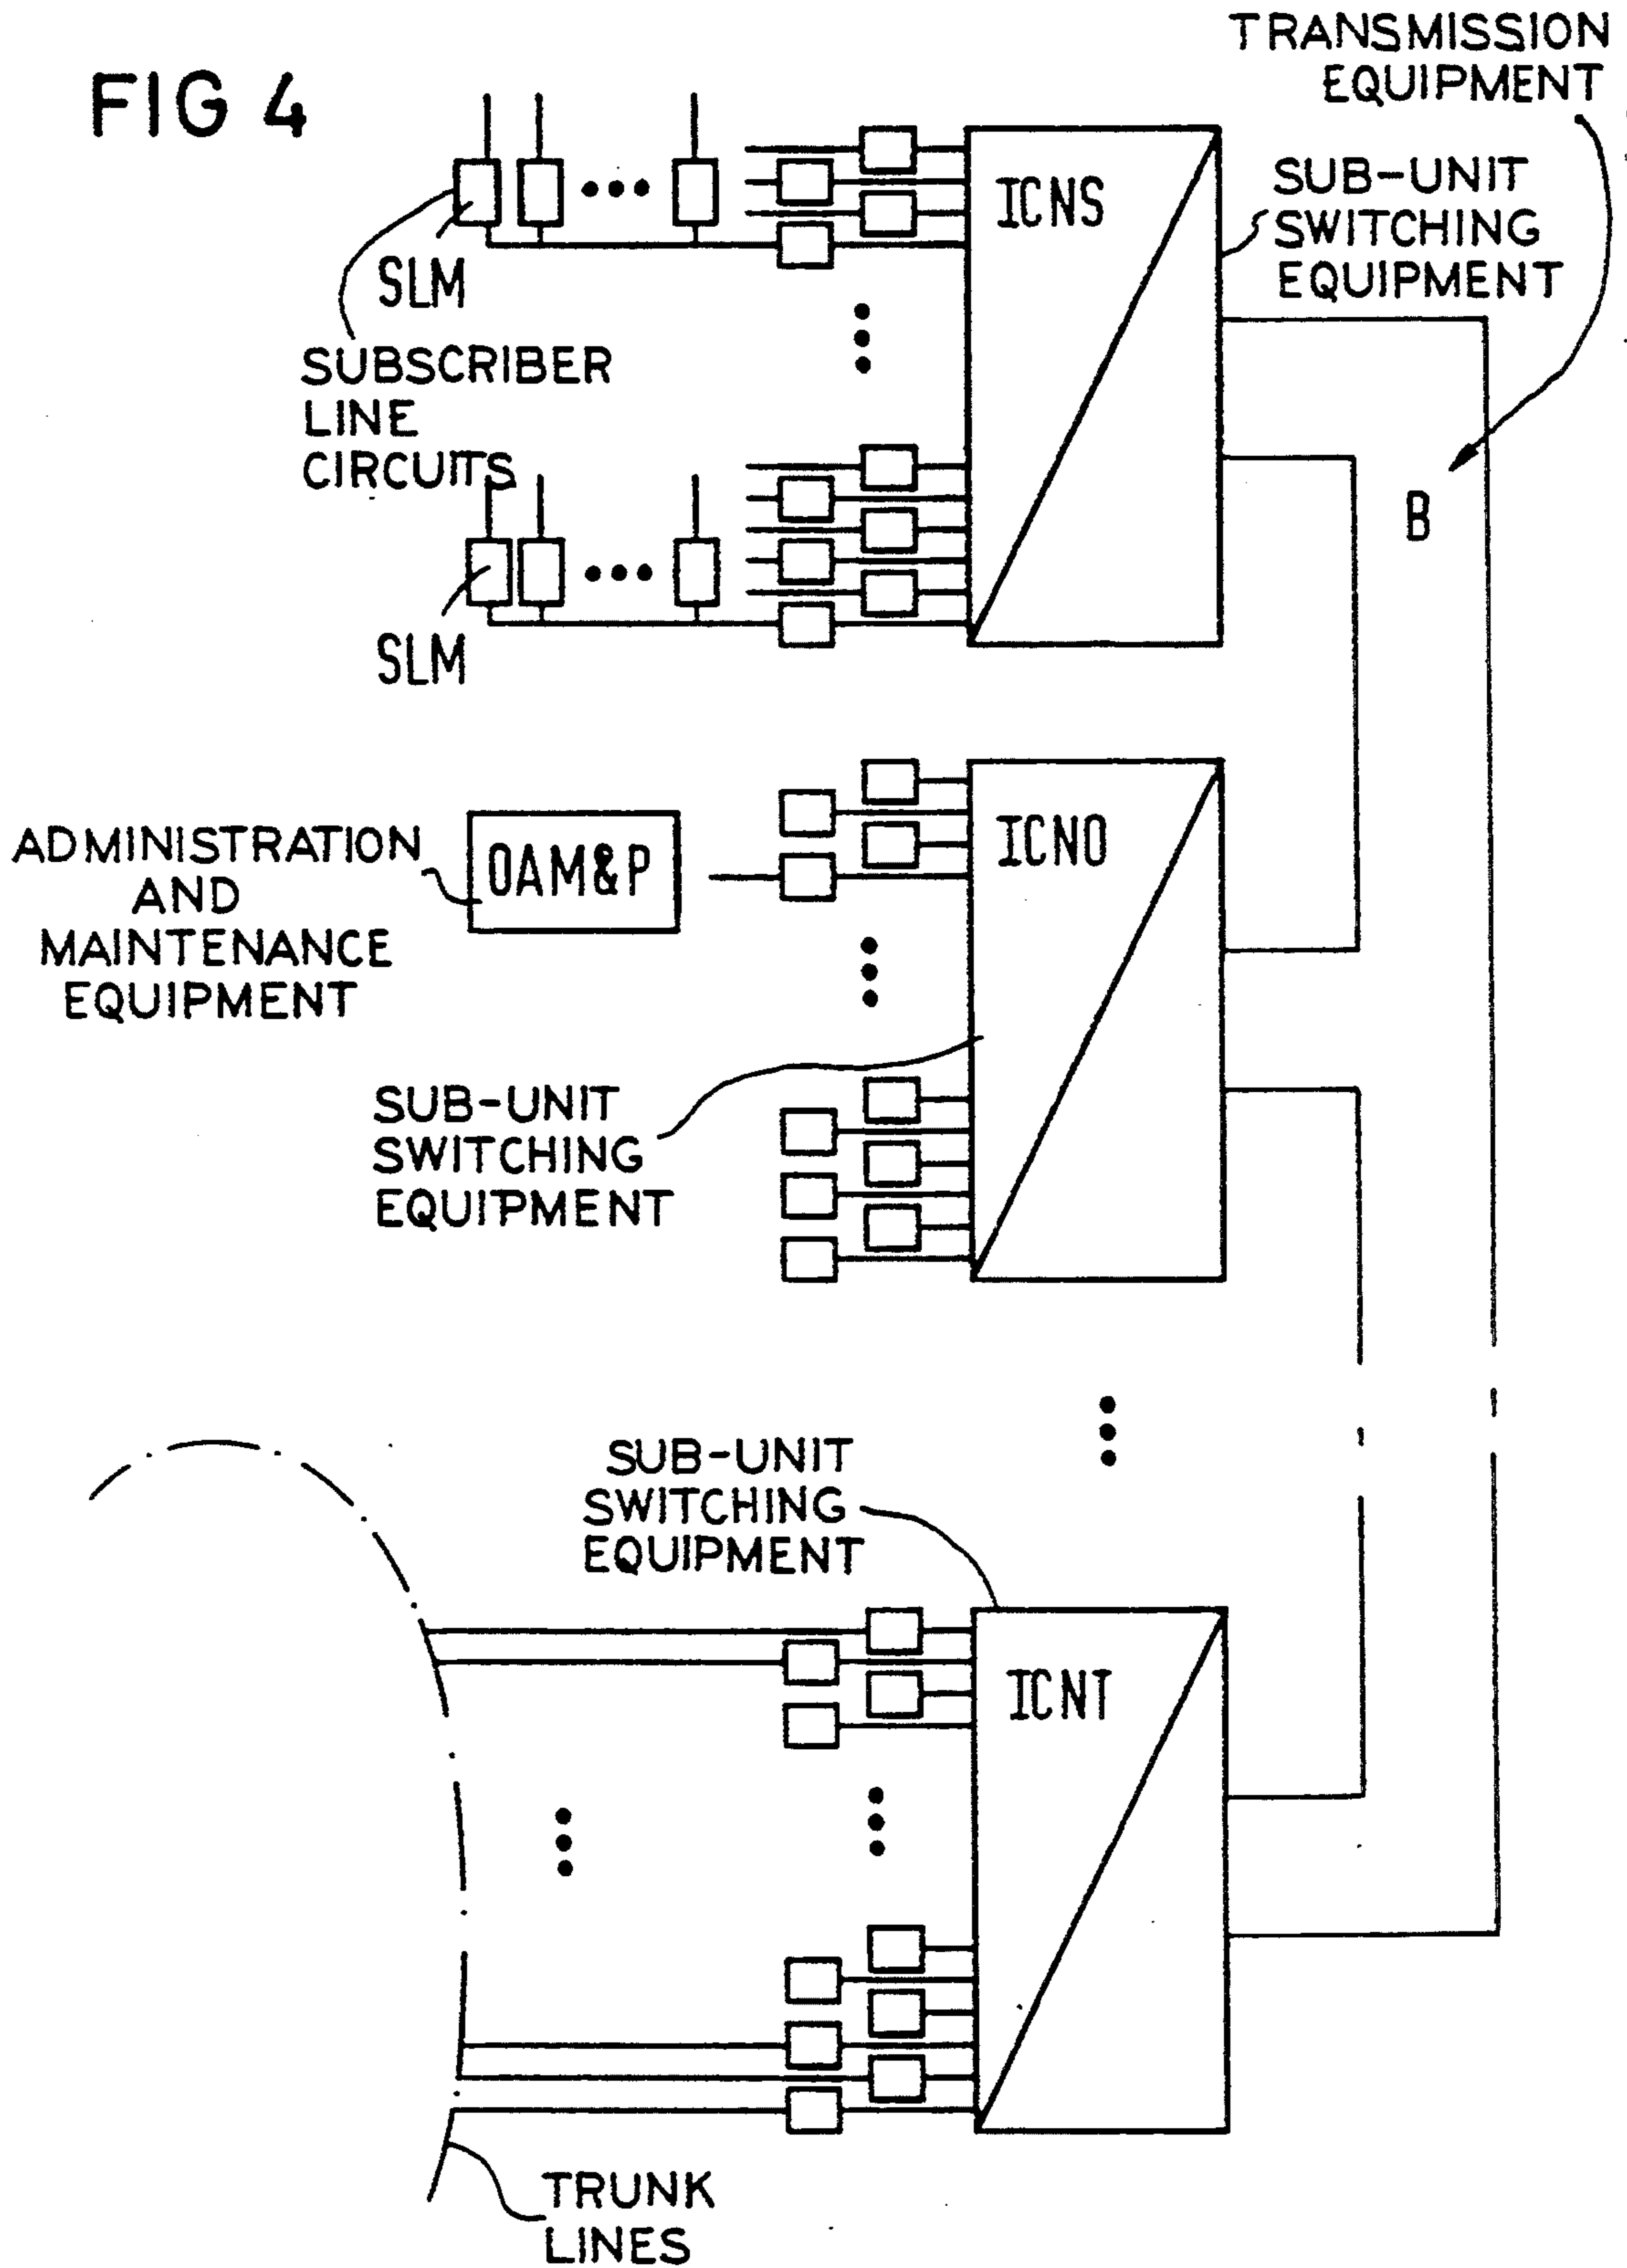 FIG 4
TRANSMISSION
EQUIPMENT
ICNS
SUB-UNIT
SWITCHING
EQUIPMENT
SLM
SUBSCRIBER
LINE
CIRCUITS
B
SLM
ADMINISTRATION
AND
MAINTENANCE
EQUIPMENT
OAM&P
ICNO
SUB-UNIT
SWITCHING
EQUIPMENT
SUB-UNIT
SWITCHING
EQUIPMENT
ICNT
TRUNK
LINES